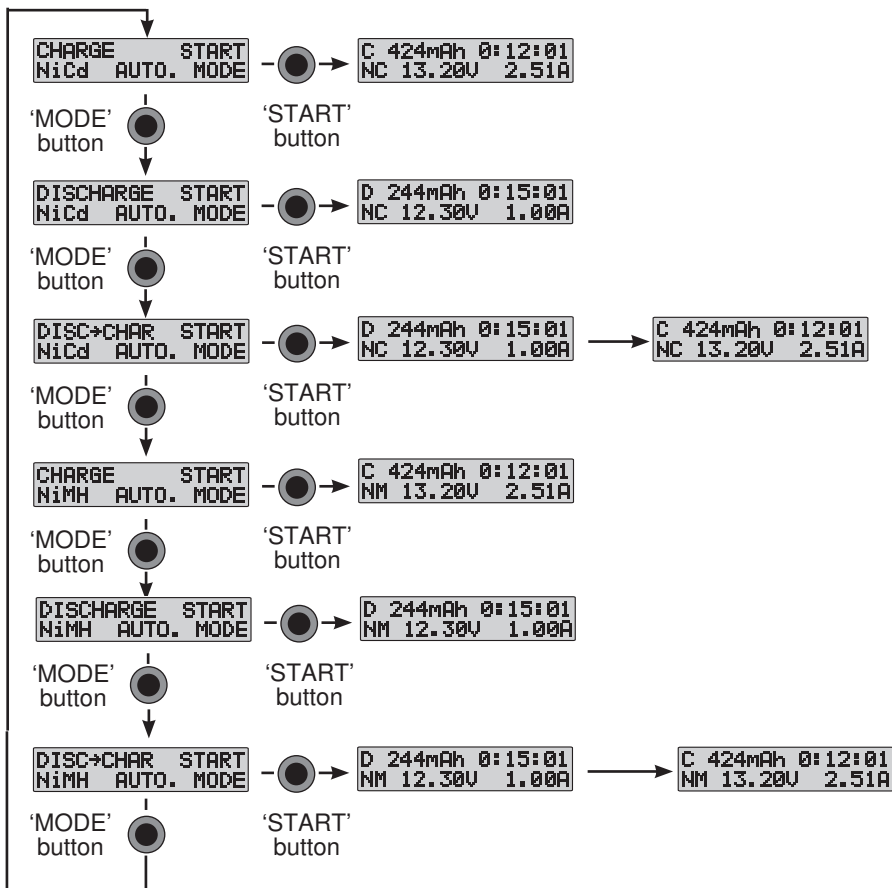 CHARGE START
NiCd AUTO. MODE
C 424mAh 0:12:01
NC 13.20V 2.51A
‘MODE’
button
‘START’
button
DISCHARGE START
NiCd AUTO. MODE
D 244mAh 0:15:01
NC 12.30V 1.00A
‘MODE’
button
‘START’
button
DISC→CHAR START
NiCd AUTO. MODE
D 244mAh 0:15:01
NC 12.30V 1.00A
C 424mAh 0:12:01
NC 13.20V 2.51A
‘MODE’
button
‘START’
button
CHARGE START
NiMH AUTO. MODE
C 424mAh 0:12:01
NM 13.20V 2.51A
‘MODE’
button
‘START’
button
DISCHARGE START
NiMH AUTO. MODE
D 244mAh 0:15:01
NM 12.30V 1.00A
‘MODE’
button
‘START’
button
DISC→CHAR START
NiMH AUTO. MODE
D 244mAh 0:15:01
NM 12.30V 1.00A
C 424mAh 0:12:01
NM 13.20V 2.51A
‘MODE’
button
‘START’
button